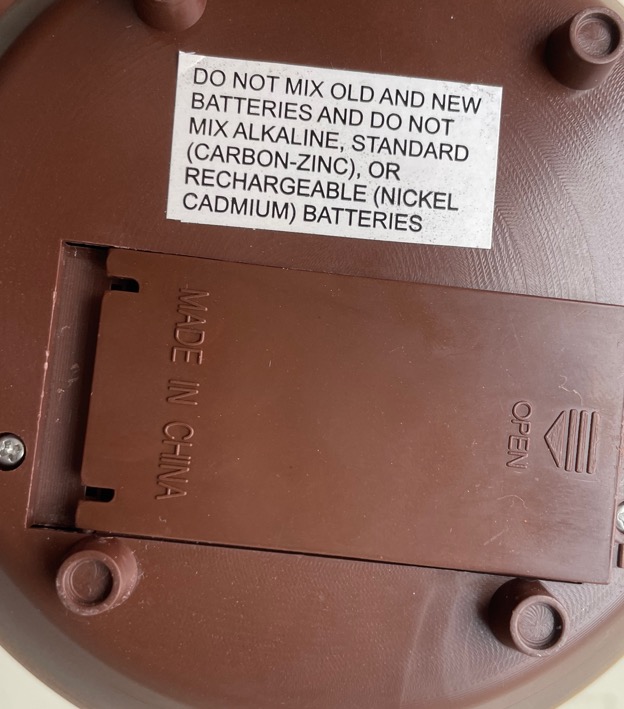 DO NOT MIX OLD AND NEW
BATTERIES AND DO NOT
MIX ALKALINE, STANDARD
(CARBON-ZINC), OR
RECHARGEABLE (NICKEL
CADMIUM) BATTERIES
MADE IN CHINA
OPEN